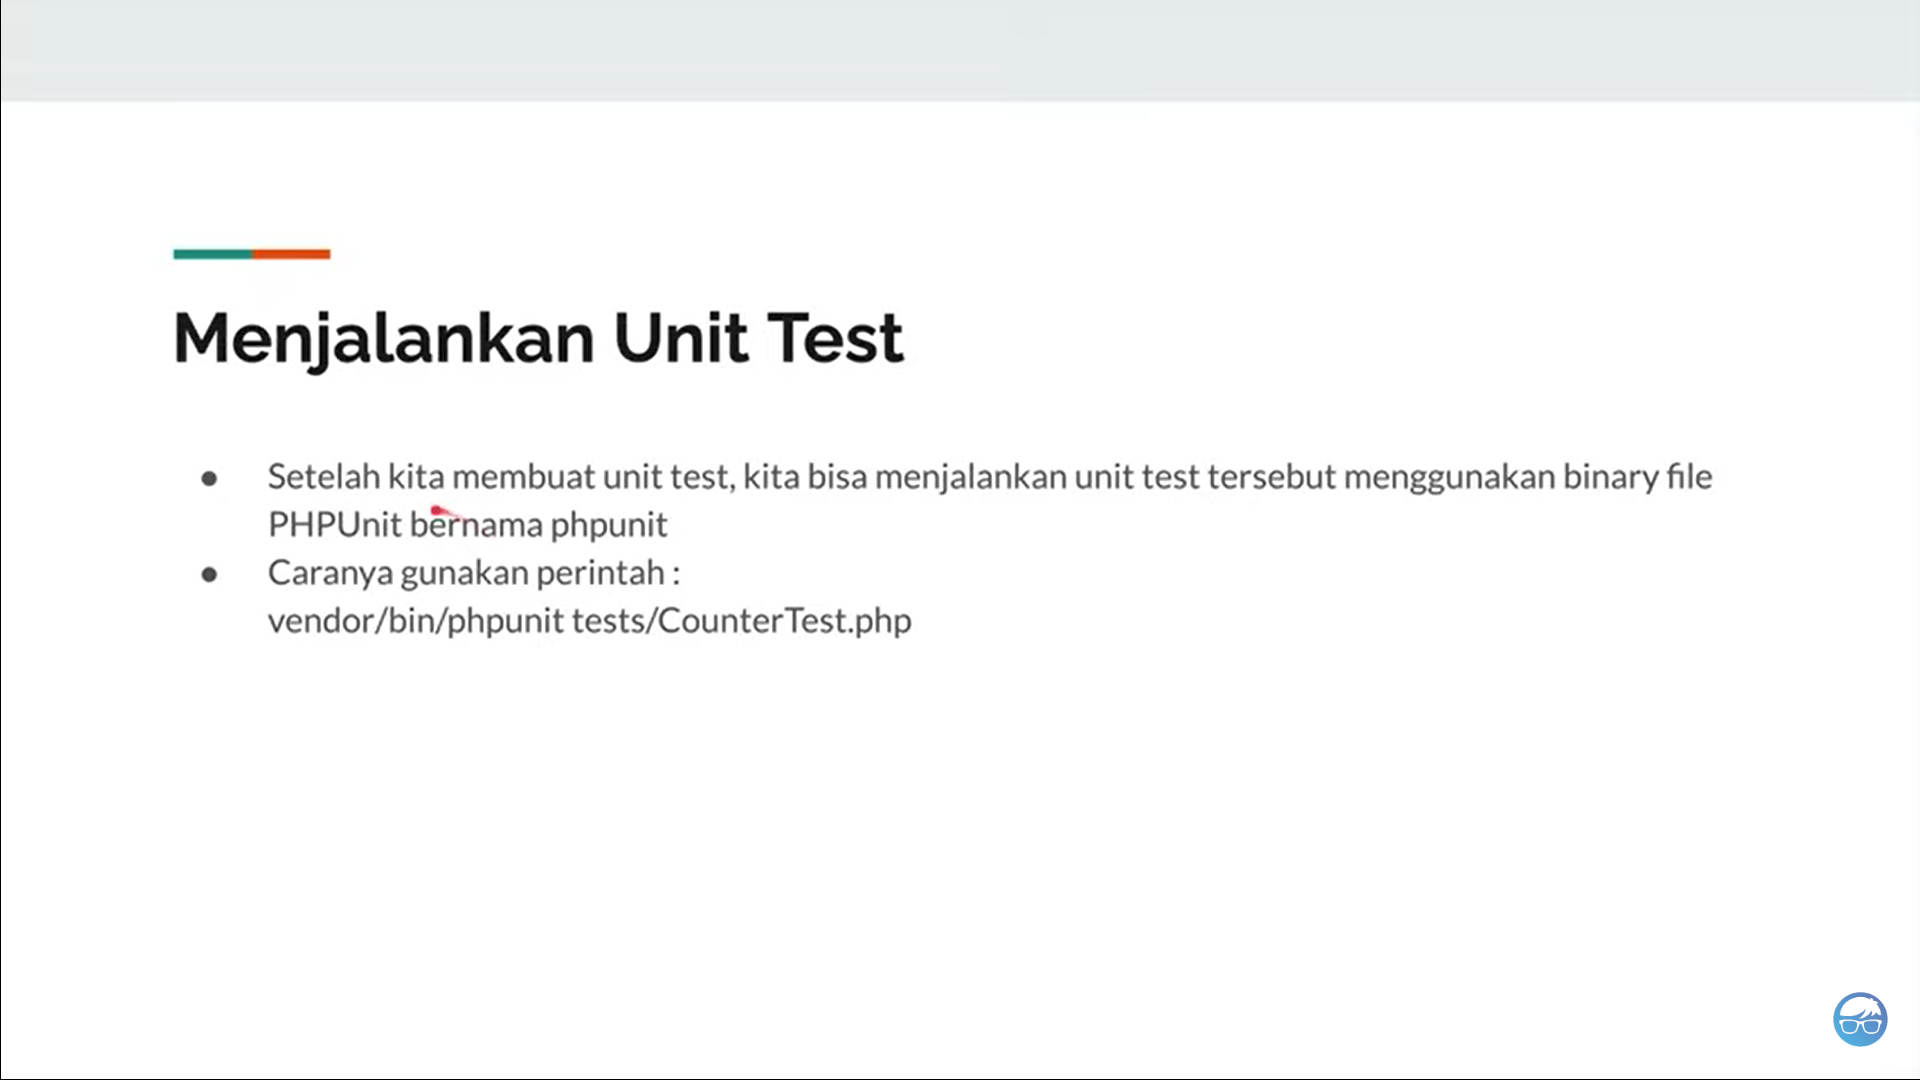 Menjalankan Unit Test
● Setelah kita membuat unit test, kita bisa menjalankan unit test tersebut menggunakan binary file
PHPUnit bernama phpunit
● Caranya gunakan perintah :
vendor/bin/phpunit tests/CounterTest.php